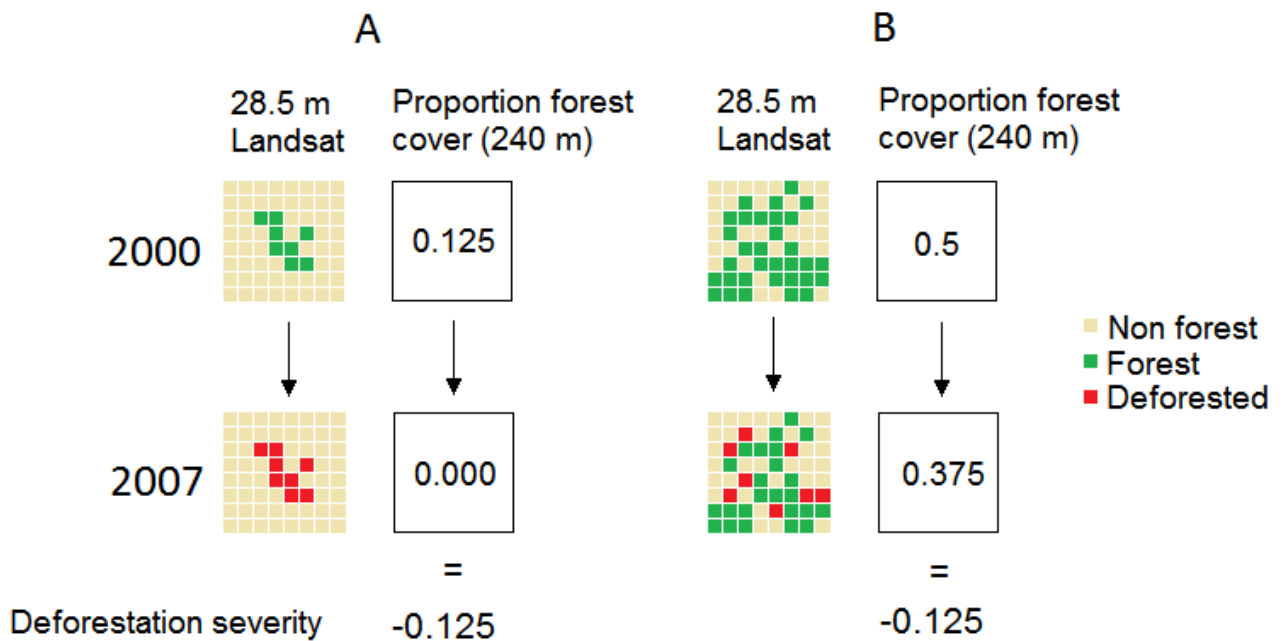 A
B
28.5 m
Landsat
Proportion forest
cover (240 m)
28.5 m
Landsat
Proportion forest
cover (240 m)
2000
0.125
0.5
Non forest
Forest
Deforested
2007
0.000
0.375
=
=
Deforestation severity
-0.125
-0.125